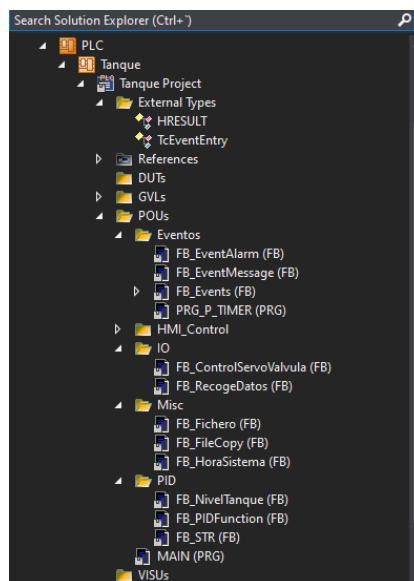 Search Solution Explorer (Ctrl+¨)
PLC
Tanque
Tanque Project
External Types
HRESULT
TcEventEntry
References
DUTs
GVLs
POUs
Eventos
FB_EventAlarm (FB)
FB_EventMessage (FB)
FB_Events (FB)
PRG_P_TIMER (PRG)
HMI_Control
IO
FB_ControlServoValvula (FB)
FB_RecogeDatos (FB)
Misc
FB_Fichero (FB)
FB_FileCopy (FB)
FB_HoraSistema (FB)
PID
FB_NivelTanque (FB)
FB_PIDFunction (FB)
FB_STR (FB)
MAIN (PRG)
VISUs